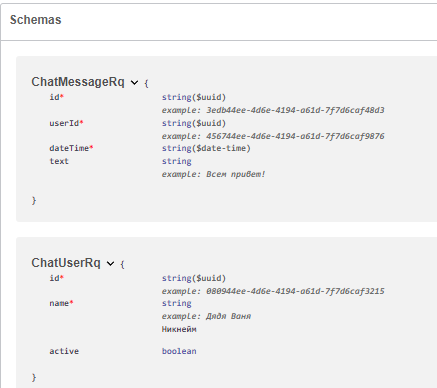 Schemas
ChatMessageRq {
id* string($uuid)
example: 3edb44ee-4d6e-4194-a61d-7f7d6caf48d3
userId* string($uuid)
example: 456744ee-4d6e-4194-a61d-7f7d6caf9876
dateTime* string($date-time)
text string
example: Всем привет!
}
ChatUserRq {
id* string($uuid)
example: 080944ee-4d6e-4194-a61d-7f7d6caf3215
name* string
example: Дядя Ваня
Никнейм
active boolean
}